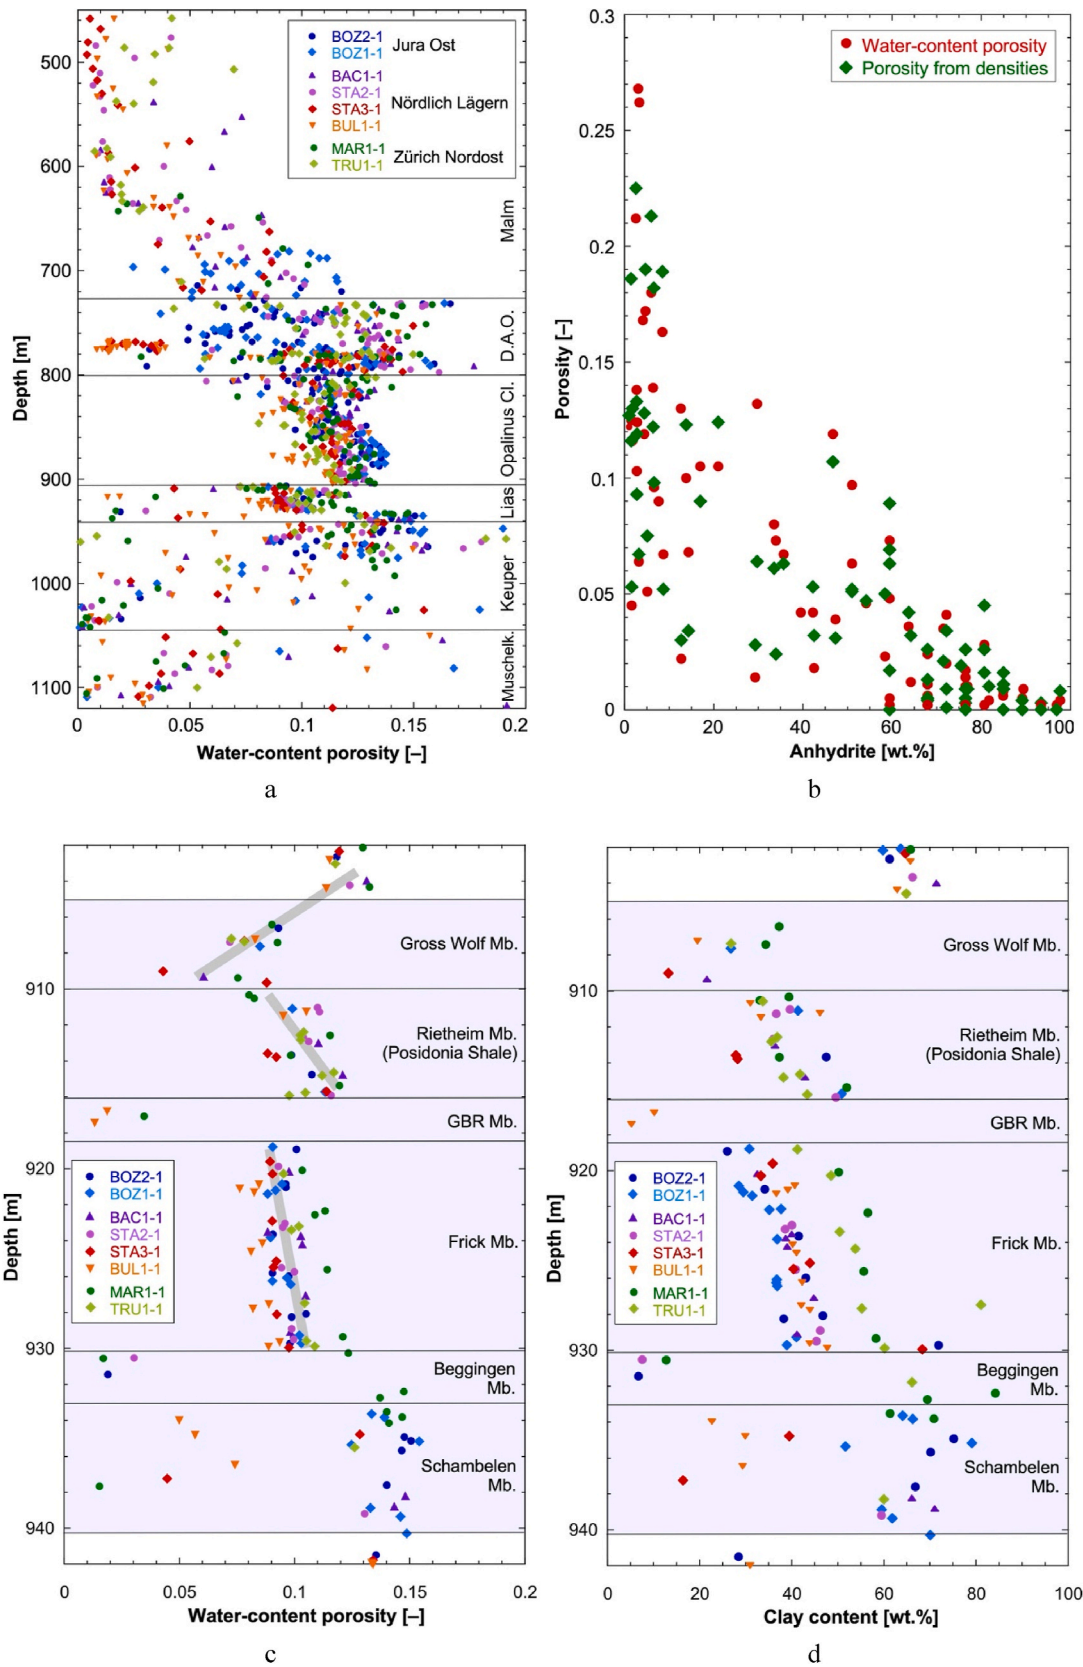 500
600
700
800
900
1000
1100
Depth [m]
0
0.05
0.1
0.15
0.2
Water-content porosity [–]
BOZ2-1
BOZ1-1
Jura Ost
BAC1-1
STA2-1
STA3-1
BUL1-1
Nördlich Lägern
MAR1-1
TRU1-1
Zürich Nordost
Malm
D.A.O.
Opalinus Cl.
Lias
Keuper
Muschelk.
a
0.3
0.25
0.2
0.15
0.1
0.05
0
Porosity [–]
0
20
40
60
80
100
Anhydrite [wt.%]
Water-content porosity
Porosity from densities
b
910
920
930
940
Depth [m]
0
0.05
0.1
0.15
0.2
Water-content porosity [–]
Gross Wolf Mb.
Rietheim Mb.
(Posidonia Shale)
GBR Mb.
BOZ2-1
BOZ1-1
BAC1-1
STA2-1
STA3-1
BUL1-1
MAR1-1
TRU1-1
Frick Mb.
Beggingen
Mb.
Schambelen
Mb.
c
910
920
930
940
Depth [m]
0
20
40
60
80
100
Clay content [wt.%]
Gross Wolf Mb.
Rietheim Mb.
(Posidonia Shale)
GBR Mb.
BOZ2-1
BOZ1-1
BAC1-1
STA2-1
STA3-1
BUL1-1
MAR1-1
TRU1-1
Frick Mb.
Beggingen
Mb.
Schambelen
Mb.
d